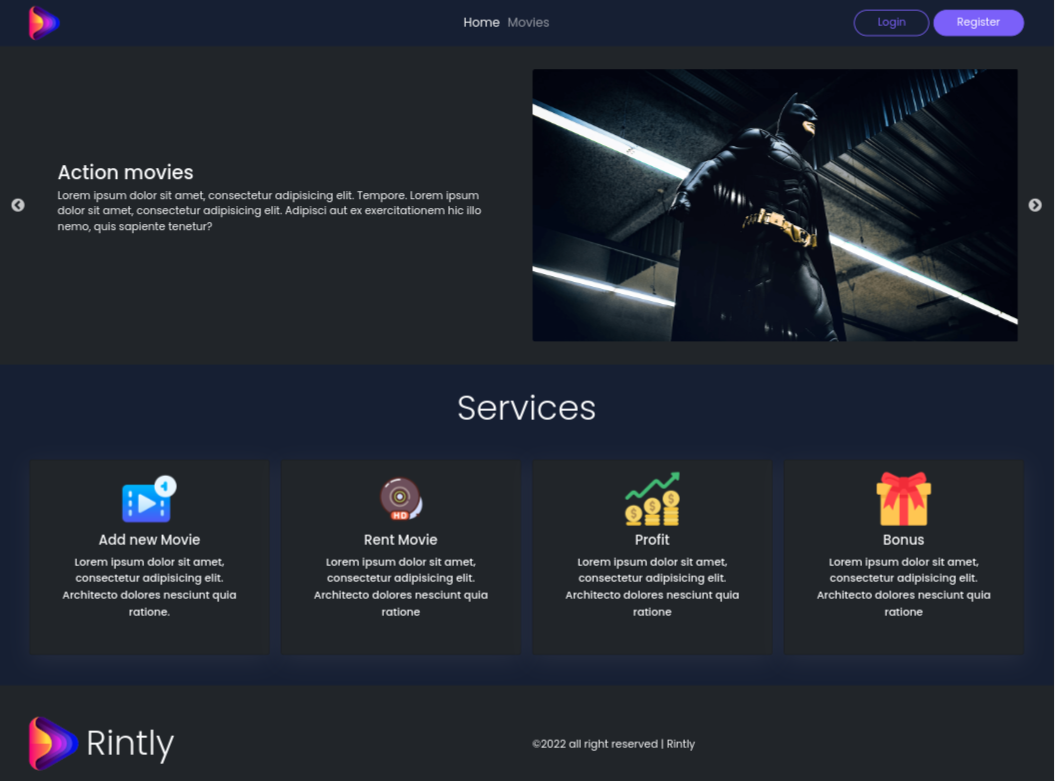 Home Movies Login Register
Action movies
Lorem ipsum dolor sit amet, consectetur adipisicing elit. Tempore. Lorem ipsum
dolor sit amet, consectetur adipisicing elit. Adipisci aut ex exercitationem hic illo
nemo, quis sapiente tenetur?
Services
Add new Movie
Lorem ipsum dolor sit amet,
consectetur adipisicing elit.
Architecto dolores nesciunt quia
ratione.
HD
Rent Movie
Lorem ipsum dolor sit amet,
consectetur adipisicing elit.
Architecto dolores nesciunt quia
ratione
$ $ $
Profit
Lorem ipsum dolor sit amet,
consectetur adipisicing elit.
Architecto dolores nesciunt quia
ratione
Bonus
Lorem ipsum dolor sit amet,
consectetur adipisicing elit.
Architecto dolores nesciunt quia
ratione
Rintly
©2022 all right reserved | Rintly